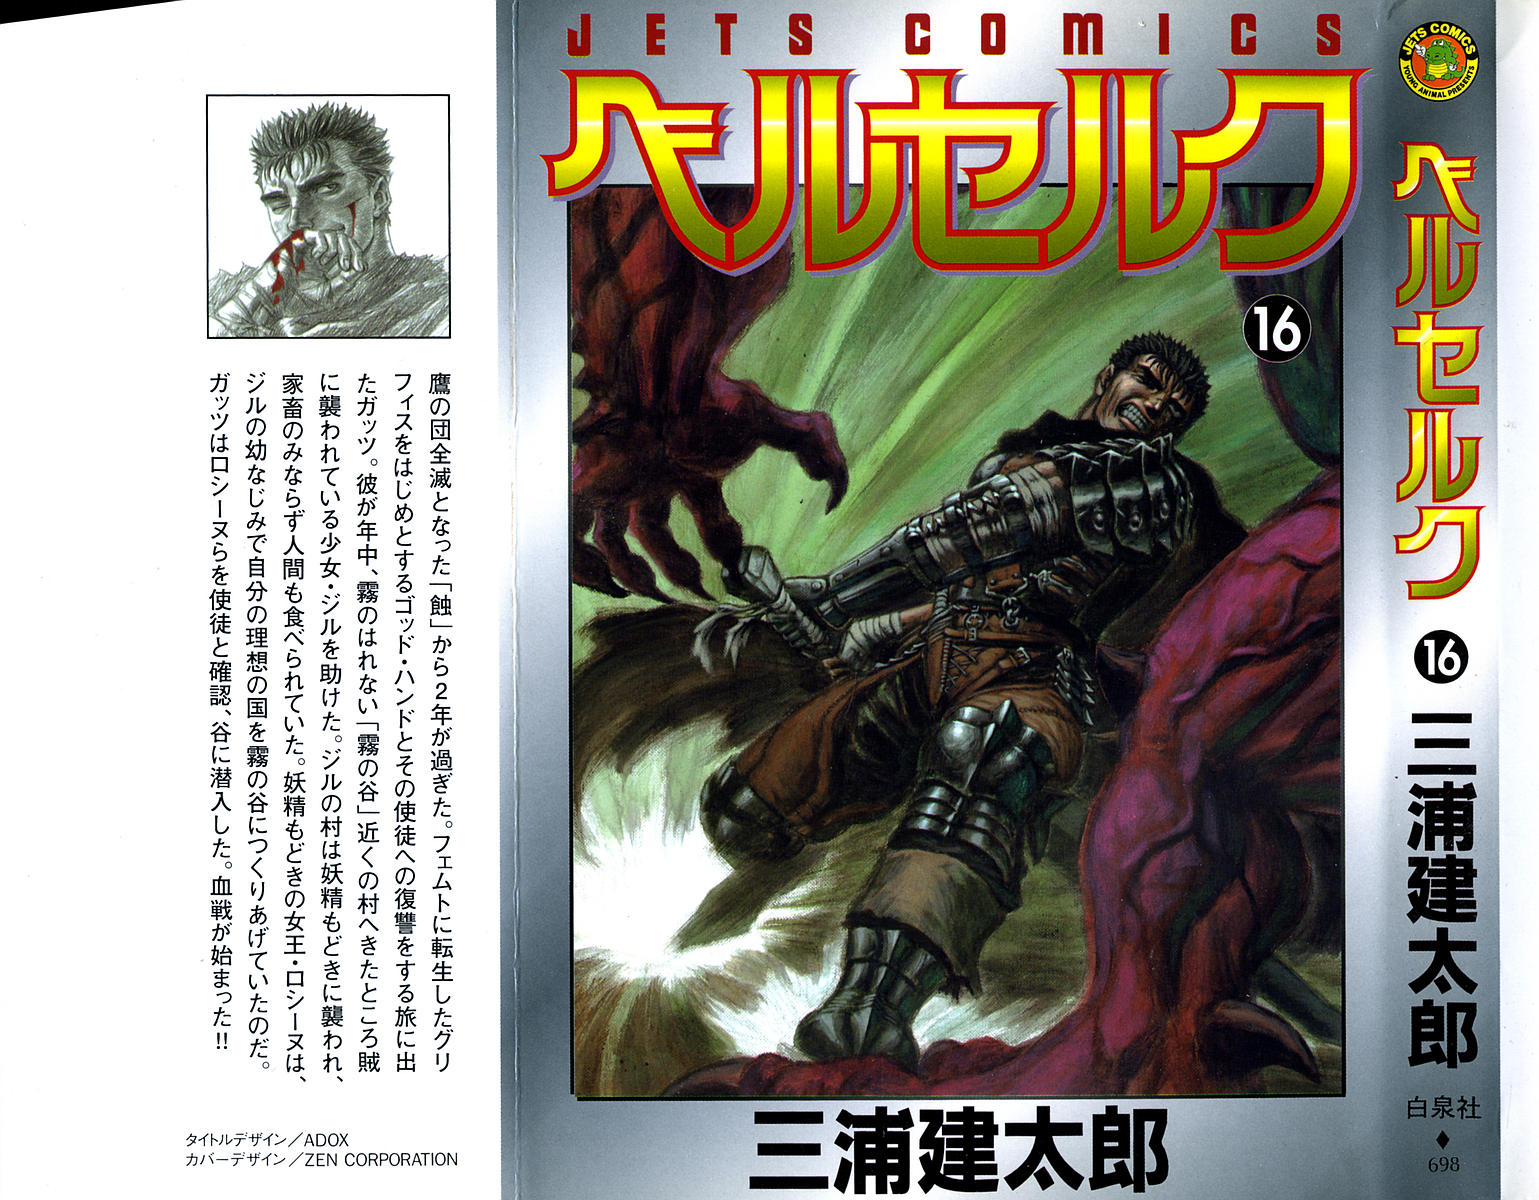 JETS COMICS
ベルセルク
16
三浦建太郎
JETS COMICS
YOUNG ANIMAL PRESENTS
ベルセルク
16
三浦建太郎
白泉社
♦
698
鷹の団全滅となった「蝕」から2年が過ぎた。フェムトに転生したグリ
フィスをはじめとするゴッド・ハンドとその使徒への復讐をする旅に出
たガッツ。彼が年中、霧のはれない「霧の谷」近くの村へきたところ賊
に襲われている少女・ジルを助けた。ジルの村は妖精もどきに襲われ、
家畜のみならず人間も食べられていた。妖精もどきの女王・ロシーヌは、
ジルの幼なじみで自分の理想の国を霧の谷につくりあげていたのだ。
ガッツはロシーヌらを使徒と確認、谷に潜入した。血戦が始まった!!
タイトルデザイン／ADOX
カバーデザイン／ZEN CORPORATION